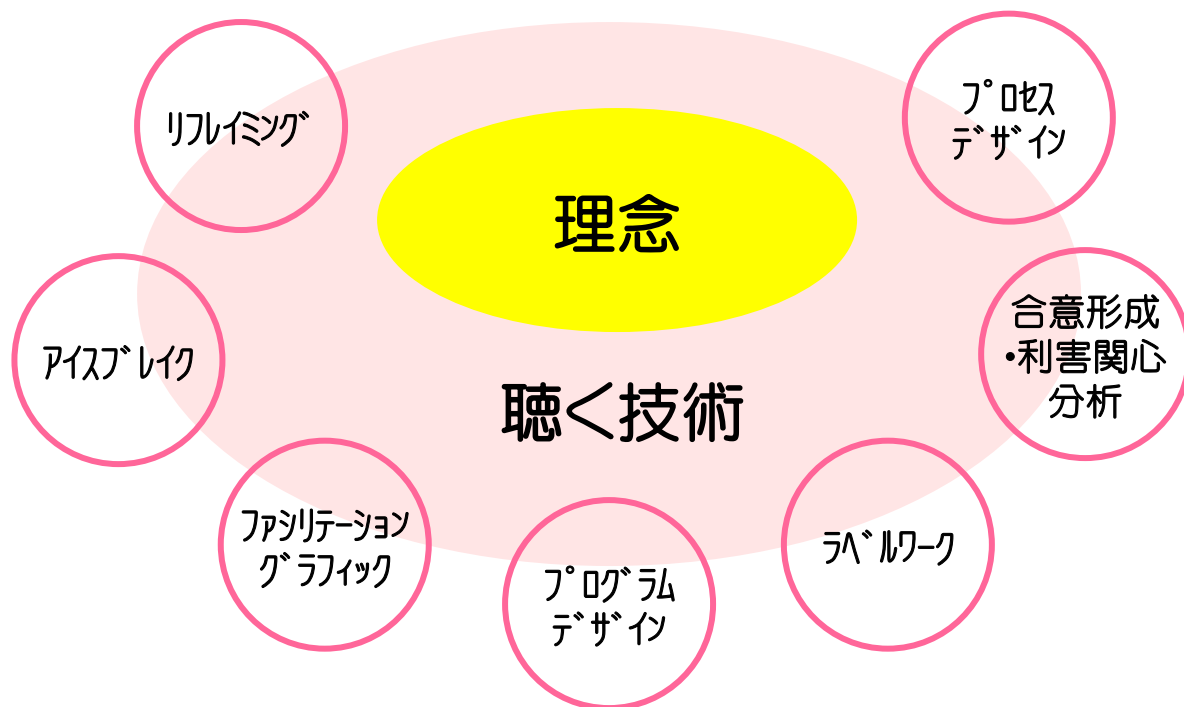 リフレイミング
プロセス
デザイン
理念
アイスブレイク
合意形成
・利害関心
分析
聴く技術
ファシリテーション
グラフィック
プログラム
デザイン
ラベルワーク